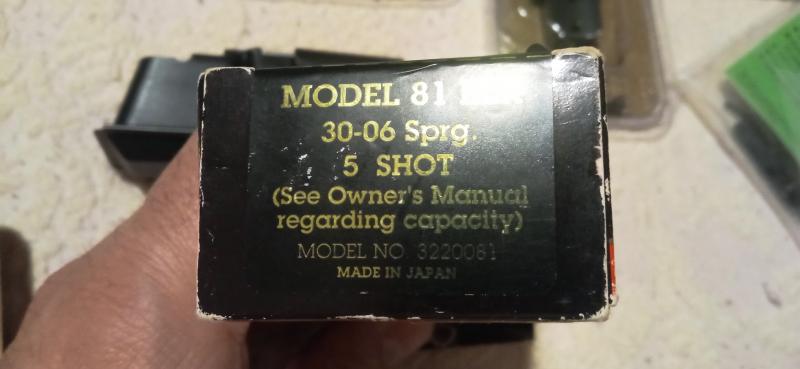 MODEL 81
30-06 Sprg.
5 SHOT
(See Owner's Manual
regarding capacity)
MODEL NO. 3220081
MADE IN JAPAN